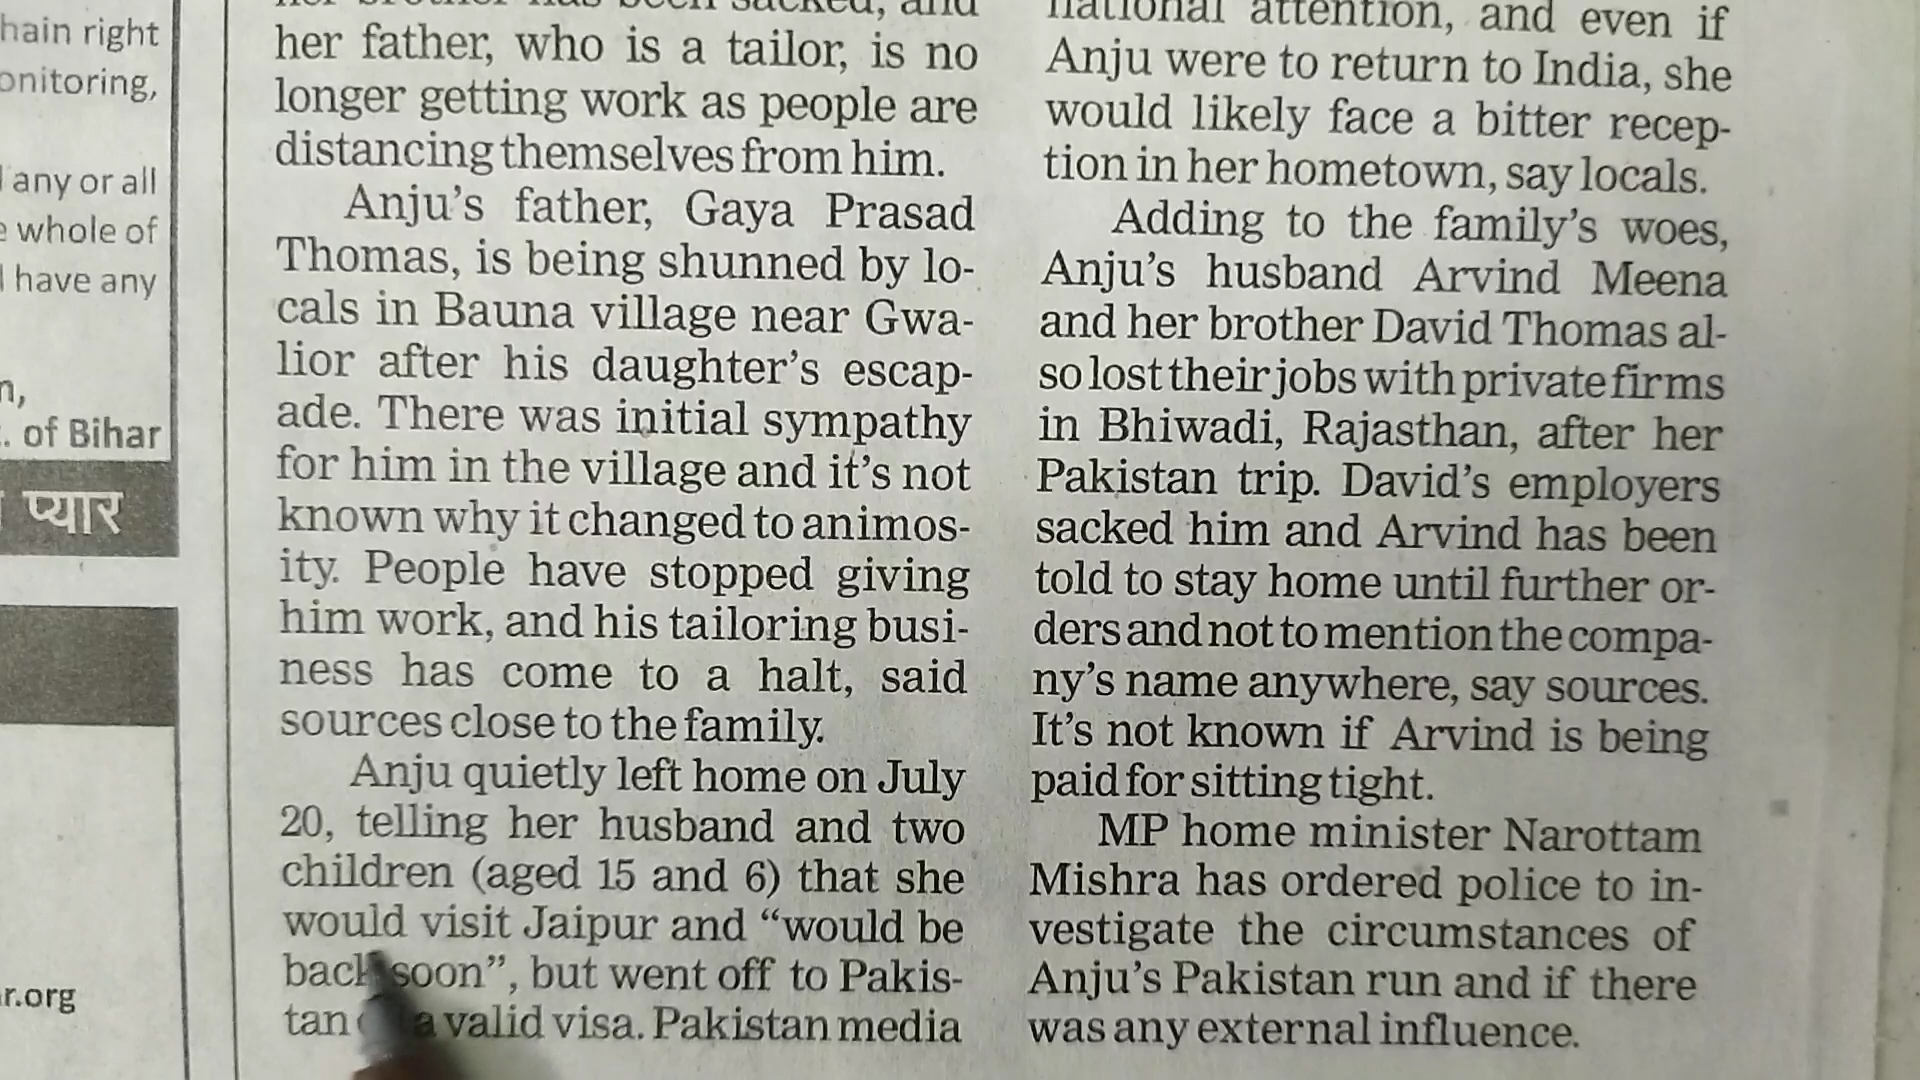 hain right
onitoring,
any or all
whole of
have any
of Bihar
प्यार
r.org
her brother has been sacked, and
her father, who is a tailor, is no
longer getting work as people are
distancing themselves from him.
Anju's father, Gaya Prasad
Thomas, is being shunned by lo-
cals in Bauna village near Gwa-
lior after his daughter's escap-
ade. There was initial sympathy
for him in the village and it's not
known why it changed to animos-
ity. People have stopped giving
him work, and his tailoring busi-
ness has come to a halt, said
sources close to the family.
Anju quietly left home on July
20, telling her husband and two
children (aged 15 and 6) that she
would visit Jaipur and “would be
back soon”, but went off to Pakis-
tan a valid visa. Pakistan media
national attention, and even if
Anju were to return to India, she
would likely face a bitter recep-
tion in her hometown, say locals.
Adding to the family's woes,
Anju's husband Arvind Meena
and her brother David Thomas al-
so lost their jobs with private firms
in Bhiwadi, Rajasthan, after her
Pakistan trip. David's employers
sacked him and Arvind has been
told to stay home until further or-
ders and not to mention the compa-
ny's name anywhere, say sources.
It's not known if Arvind is being
paid for sitting tight.
MP home minister Narottam
Mishra has ordered police to in-
vestigate the circumstances of
Anju's Pakistan run and if there
was any external influence.